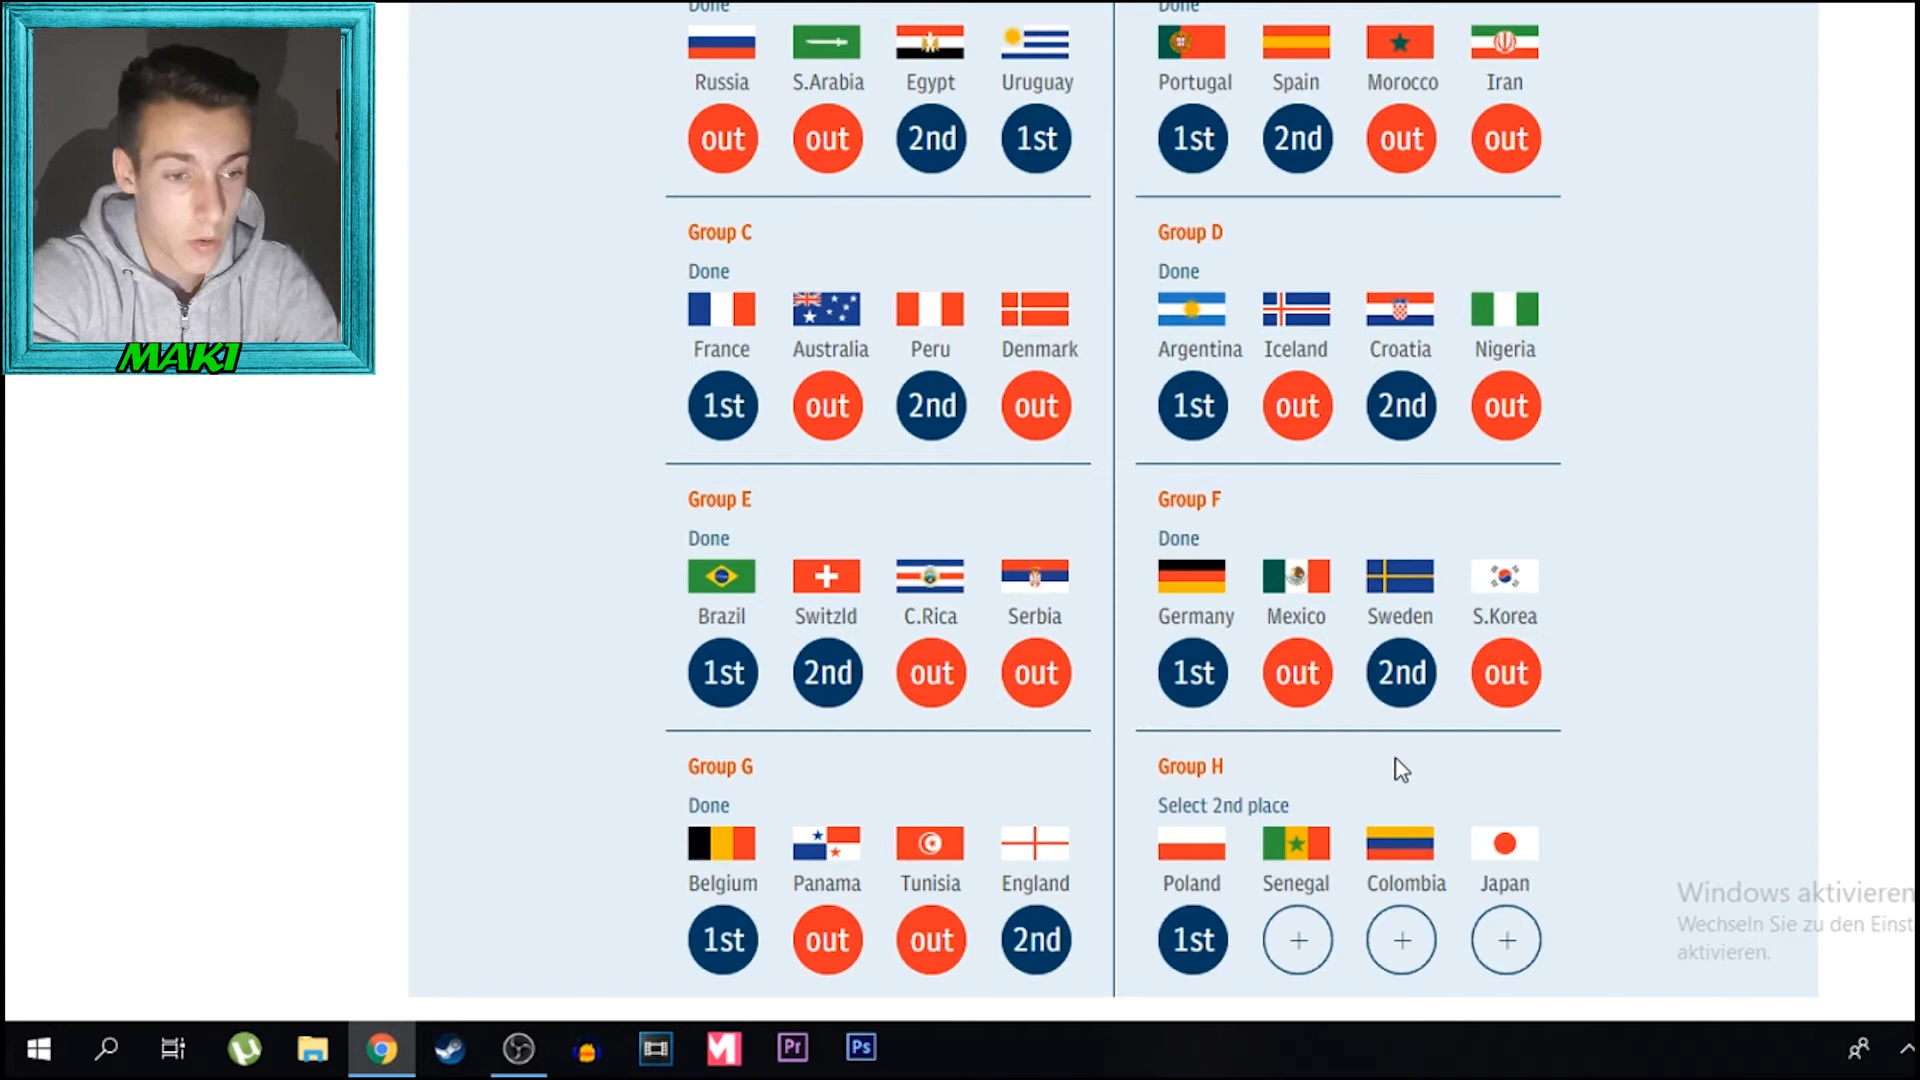 Done
Done
Russia S.Arabia Egypt Uruguay
Portugal Spain Morocco Iran
out out 2nd 1st
1st 2nd out out
MAKI
Group C
Done
France Australia Peru Denmark
1st out 2nd out
Group D
Done
Argentina Iceland Croatia Nigeria
1st out 2nd out
Group E
Done
Brazil Switzld C.Rica Serbia
1st 2nd out out
Group F
Done
Germany Mexico Sweden S.Korea
1st out 2nd out
Group G
Done
Belgium Panama Tunisia England
1st out out 2nd
Group H
Select 2nd place
Poland Senegal Colombia Japan
1st + + +
Windows aktivieren
Wechseln Sie zu den Einst
aktivieren.
Pr
Ps